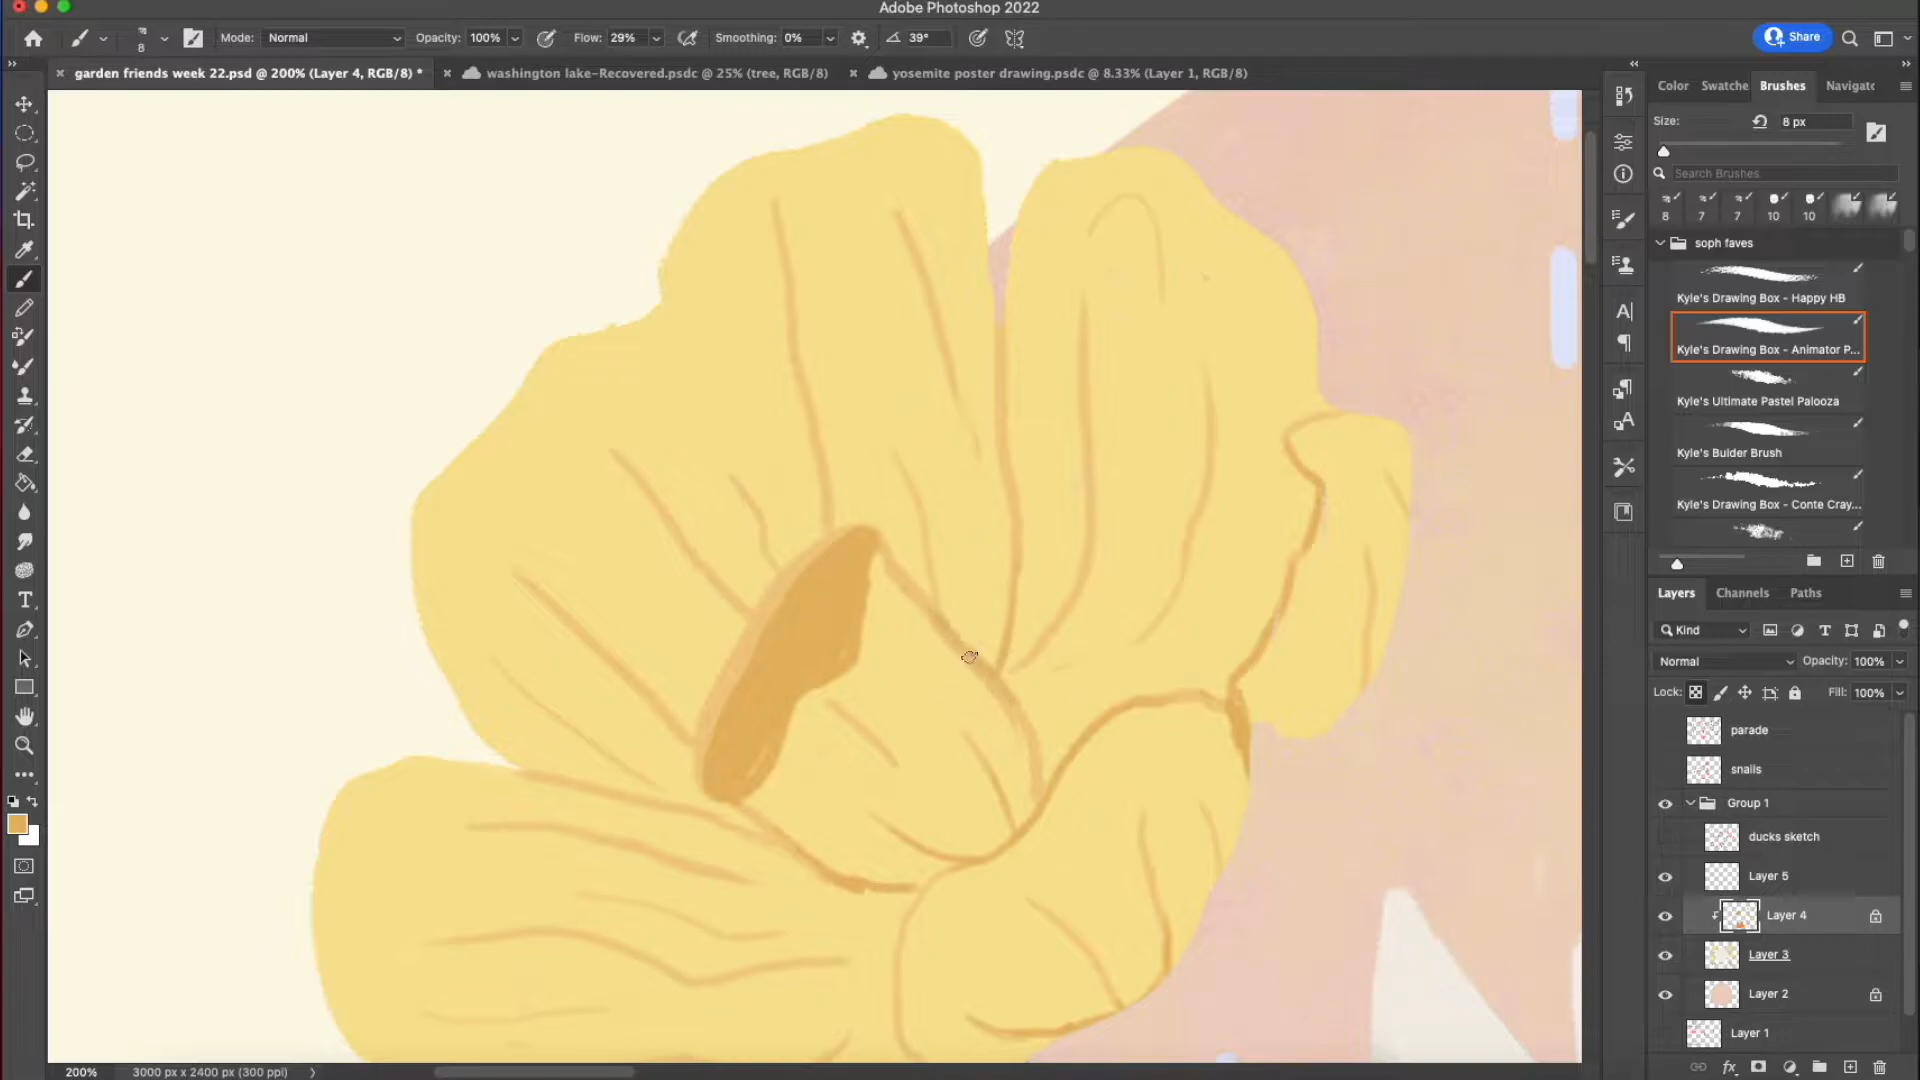 Adobe Photoshop 2022
8 Mode: Normal Opacity: 100% Flow: 29% Smoothing: 0% 39° Share
garden friends week 22.psd @ 200% (Layer 4, RGB/8) * washington lake-Recovered.psdc @ 25% (tree, RGB/8) yosemite poster drawing.psdc @ 8.33% (Layer 1, RGB/8)
Color Swatche Brushes Navigatc
Size: 8 px
Search Brushes
8 7 7 10 10
soph faves
Kyle's Drawing Box - Happy HB
Kyle's Drawing Box - Animator P...
Kyle's Ultimate Pastel Palooza
Kyle's Bulder Brush
Kyle's Drawing Box - Conte Cray...
Layers Channels Paths
Kind
Normal Opacity: 100%
Lock: Fill: 100%
parade
snails
Group 1
ducks sketch
Layer 5
Layer 4
Layer 3
Layer 2
Layer 1
200% 3000 px x 2400 px (300 ppi)